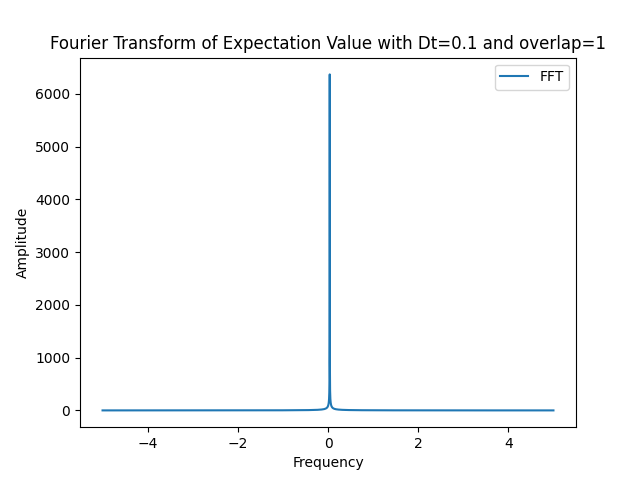 Fourier Transform of Expectation Value with Dt=0.1 and overlap=1
FFT
6000
5000
4000
3000
2000
1000
0
Amplitude
−4 −2 0 2 4
Frequency